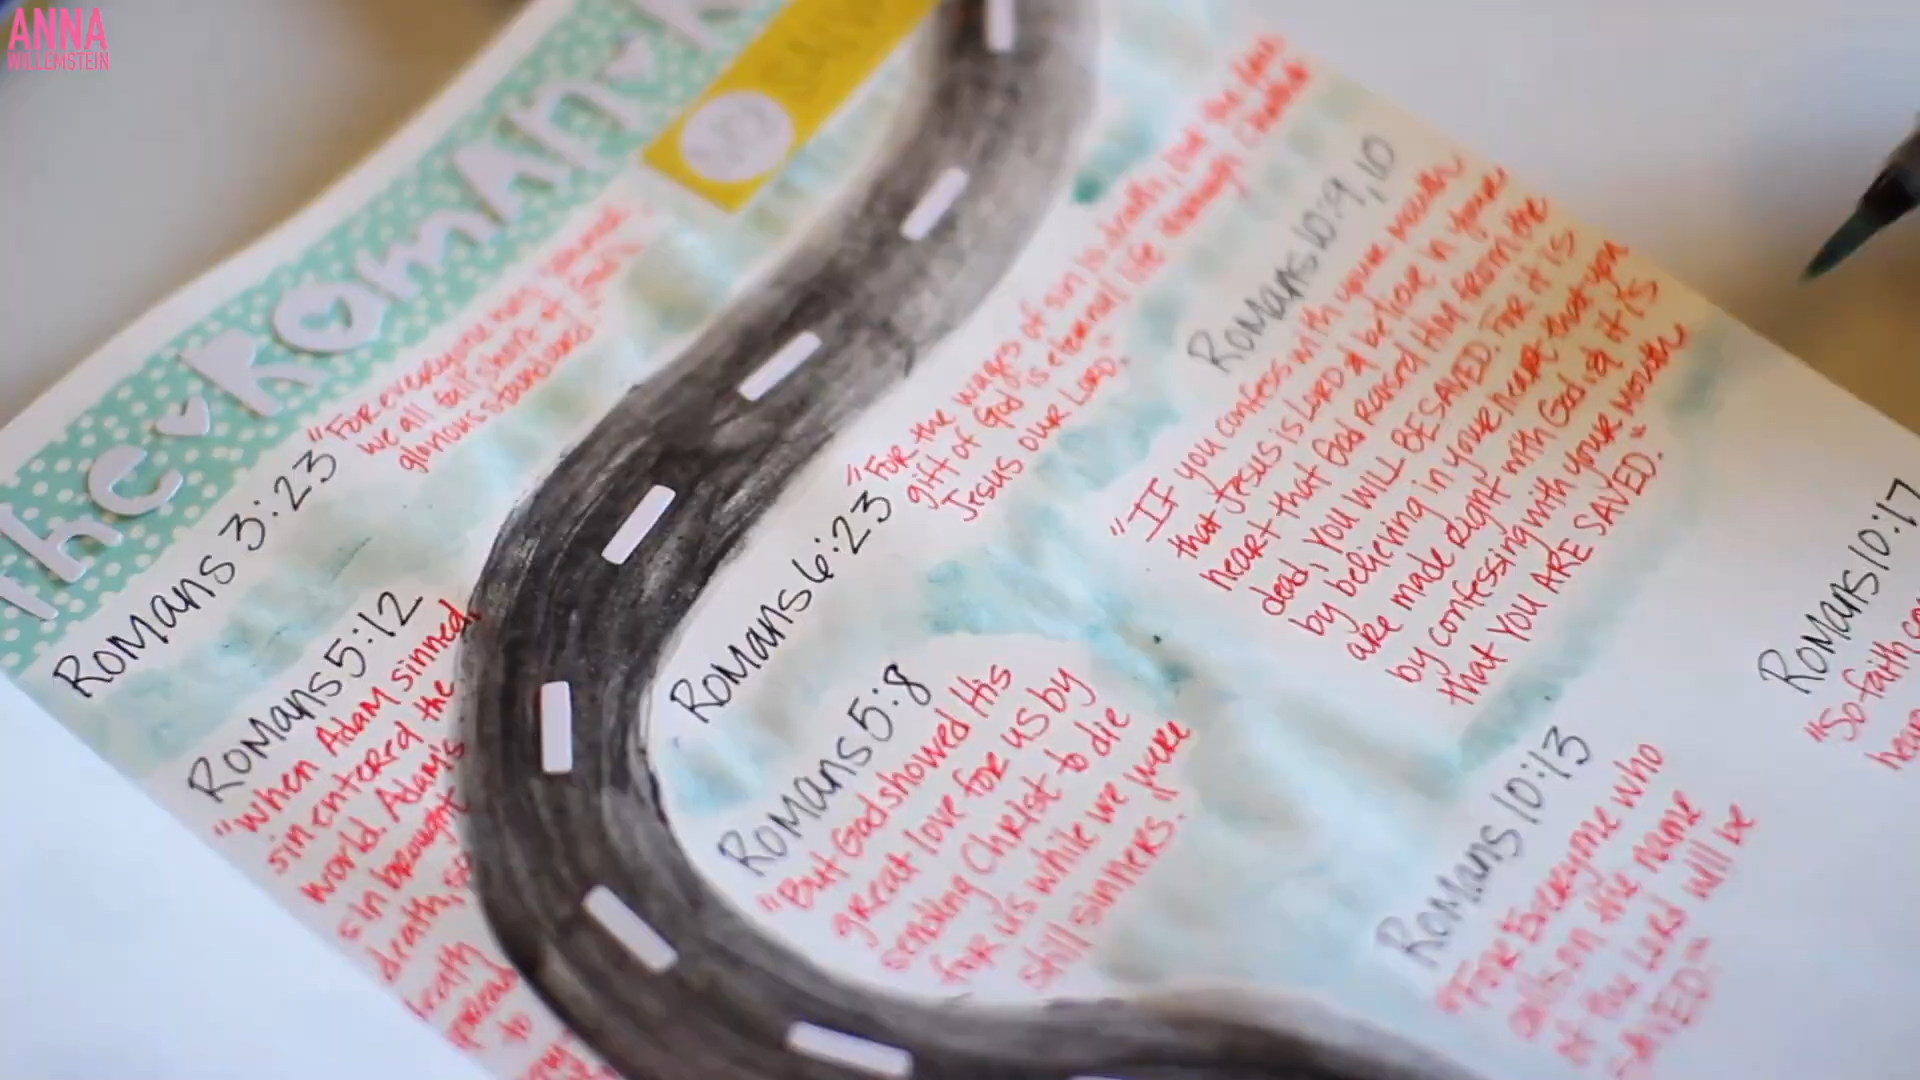 ANNA
WILLEMSTEIN
The Roman
Romans 3:23
"For everyone has sinned.
we all fall short of God's
glorious standard."
Romans 5:12
"When Adam sinned,
sin entered the
world. Adam's
sin brought
death, so
death
spread
to
Romans 6:23
"For the wages of sin is death, but the free
gift of God is eternal life through Christ
Jesus our LORD."
Romans 5:8
"But God showed His
great love for us by
sending Christ to die
for us while we were
still sinners."
Romans 10:9,10
"IF you confess with your mouth
that Jesus is LORD & believe in your
heart that God raised HIM from the
dead, YOU WILL BE SAVED. For it is
by believing in your heart that you
are made right with God, & it is
by confessing with your mouth
that YOU ARE SAVED."
Romans 10:13
"For Everyone who
calls on the name
of the LORD will be
SAVED."
Romans 10:17
"So faith